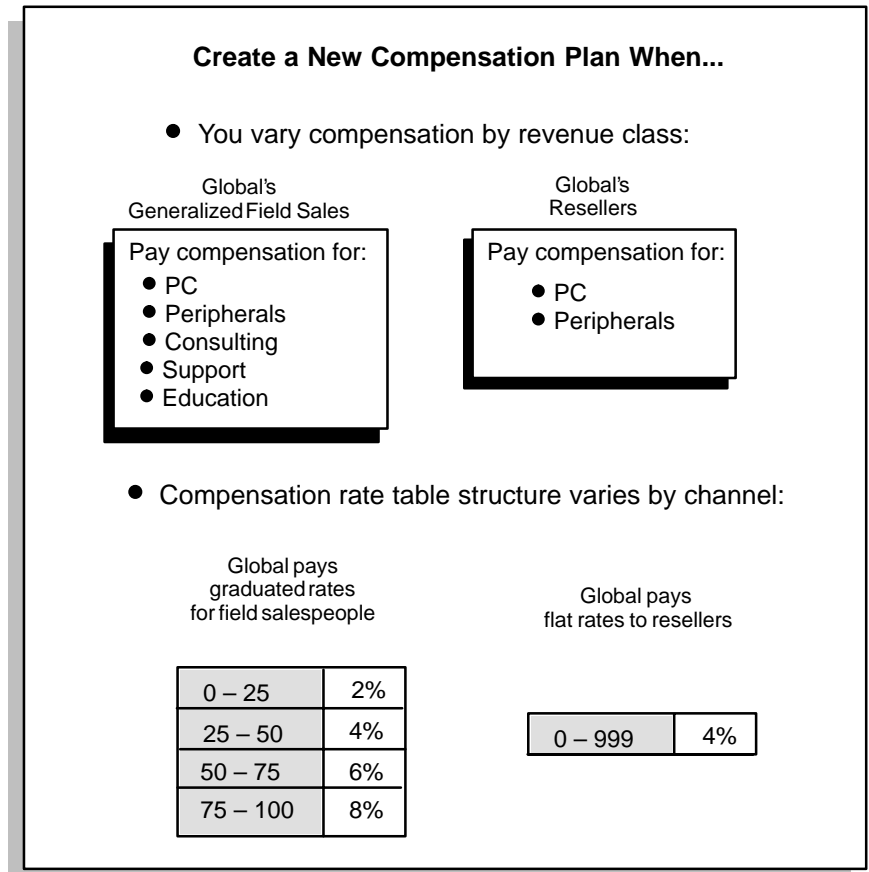 Create a New Compensation Plan When...
● You vary compensation by revenue class:
Global's
Generalized Field Sales
Pay compensation for:
● PC
● Peripherals
● Consulting
● Support
● Education
Global's
Resellers
Pay compensation for:
● PC
● Peripherals
● Compensation rate table structure varies by channel:
Global pays
graduated rates
for field salespeople
0 – 25 2%
25 – 50 4%
50 – 75 6%
75 – 100 8%
Global pays
flat rates to resellers
0 – 999 4%